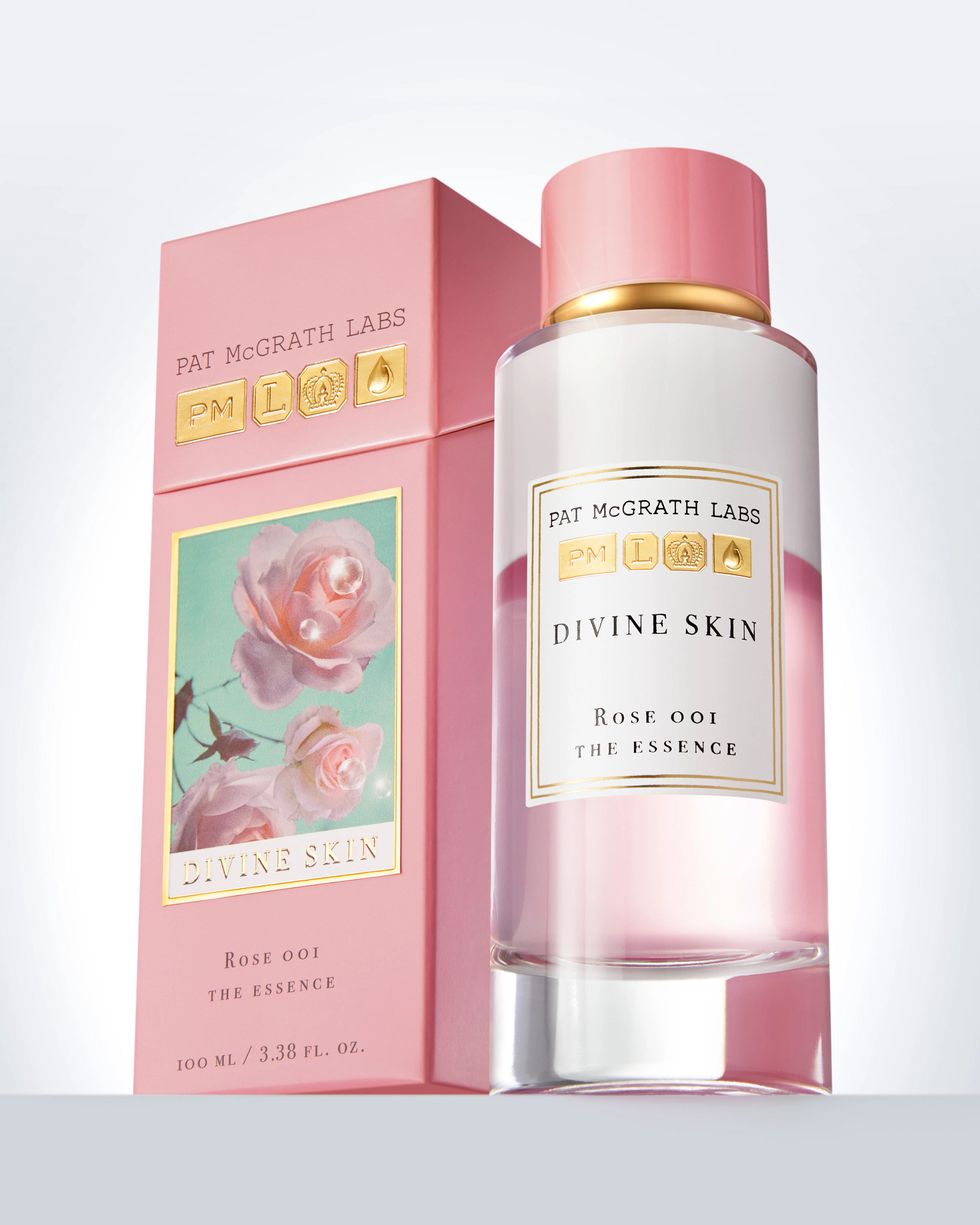 PAT McGRATH LABS
PM L A
DIVINE SKIN
ROSE 001
THE ESSENCE
100 ML / 3.38 FL. OZ.
PAT McGRATH LABS
PM L A
DIVINE SKIN
ROSE 001
THE ESSENCE